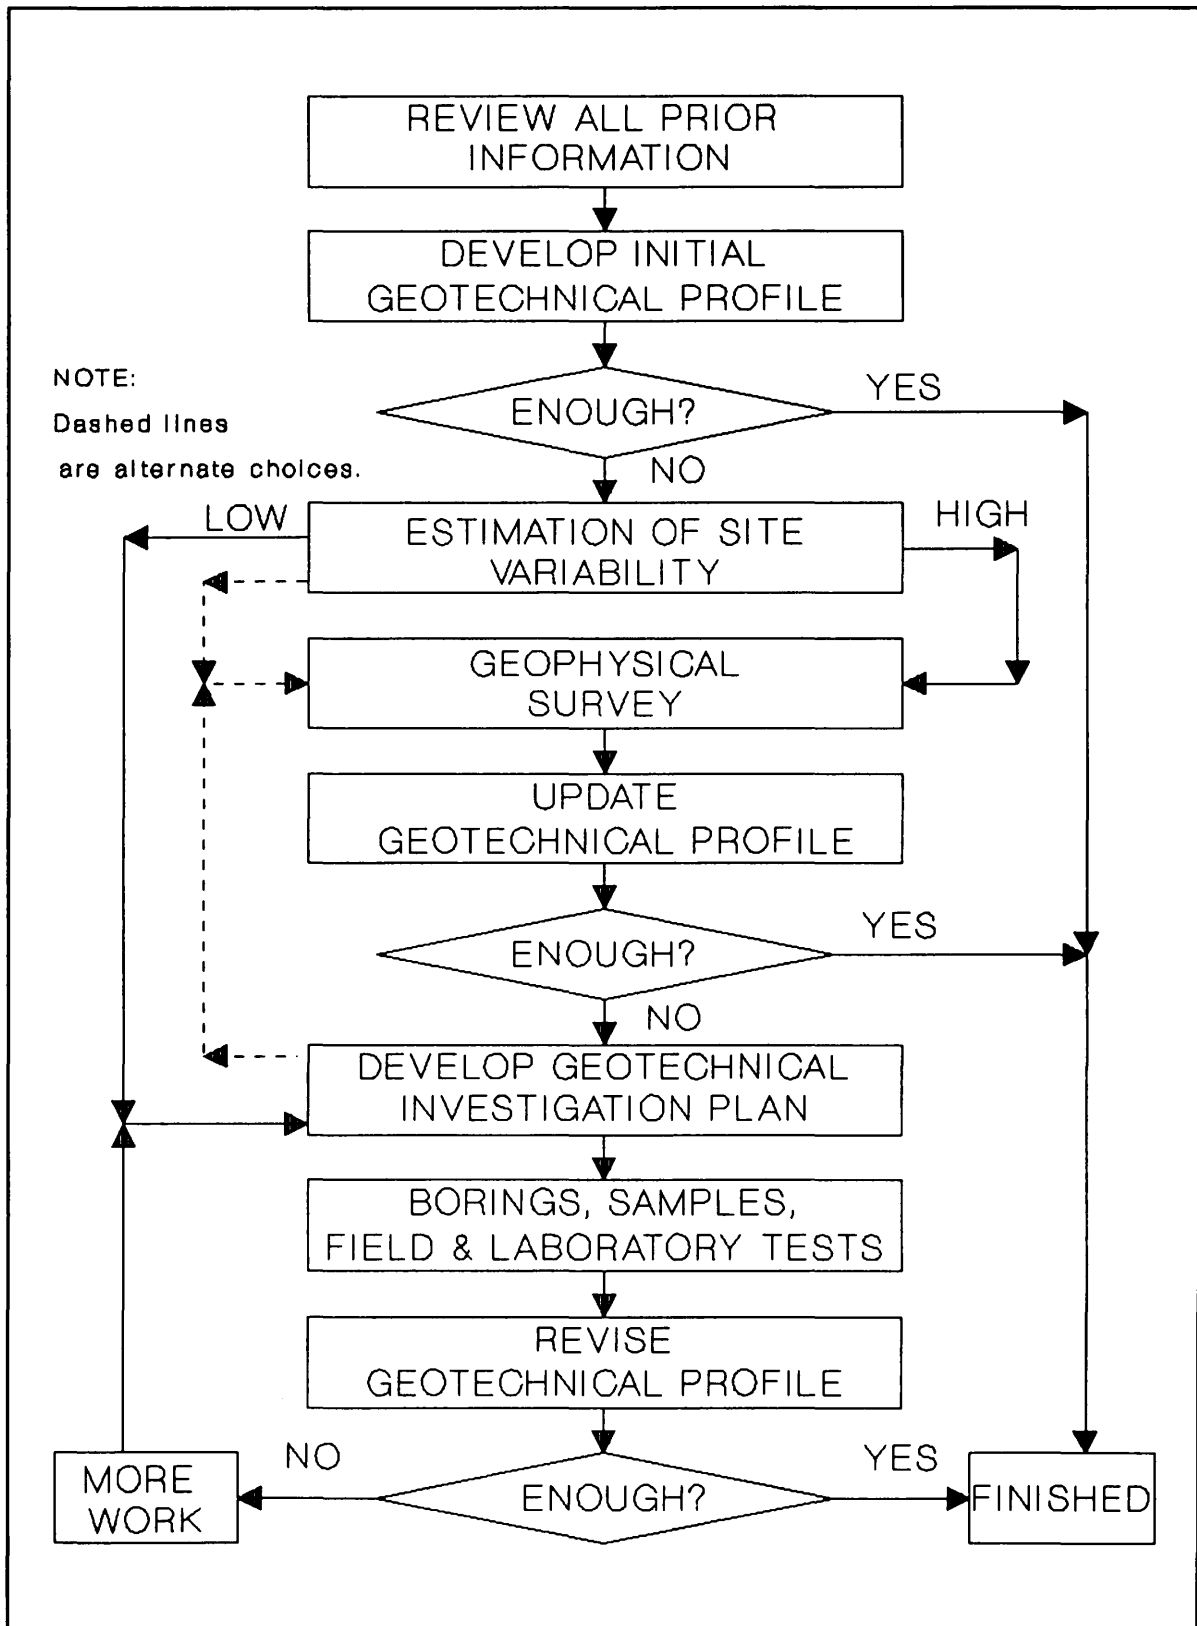 REVIEW ALL PRIOR
INFORMATION
DEVELOP INITIAL
GEOTECHNICAL PROFILE
NOTE:
Dashed lines
are alternate choices.
ENOUGH?
YES
NO
LOW
ESTIMATION OF SITE
VARIABILITY
HIGH
GEOPHYSICAL
SURVEY
UPDATE
GEOTECHNICAL PROFILE
ENOUGH?
YES
NO
DEVELOP GEOTECHNICAL
INVESTIGATION PLAN
BORINGS, SAMPLES,
FIELD & LABORATORY TESTS
REVISE
GEOTECHNICAL PROFILE
NO
ENOUGH?
YES
MORE
WORK
FINISHED